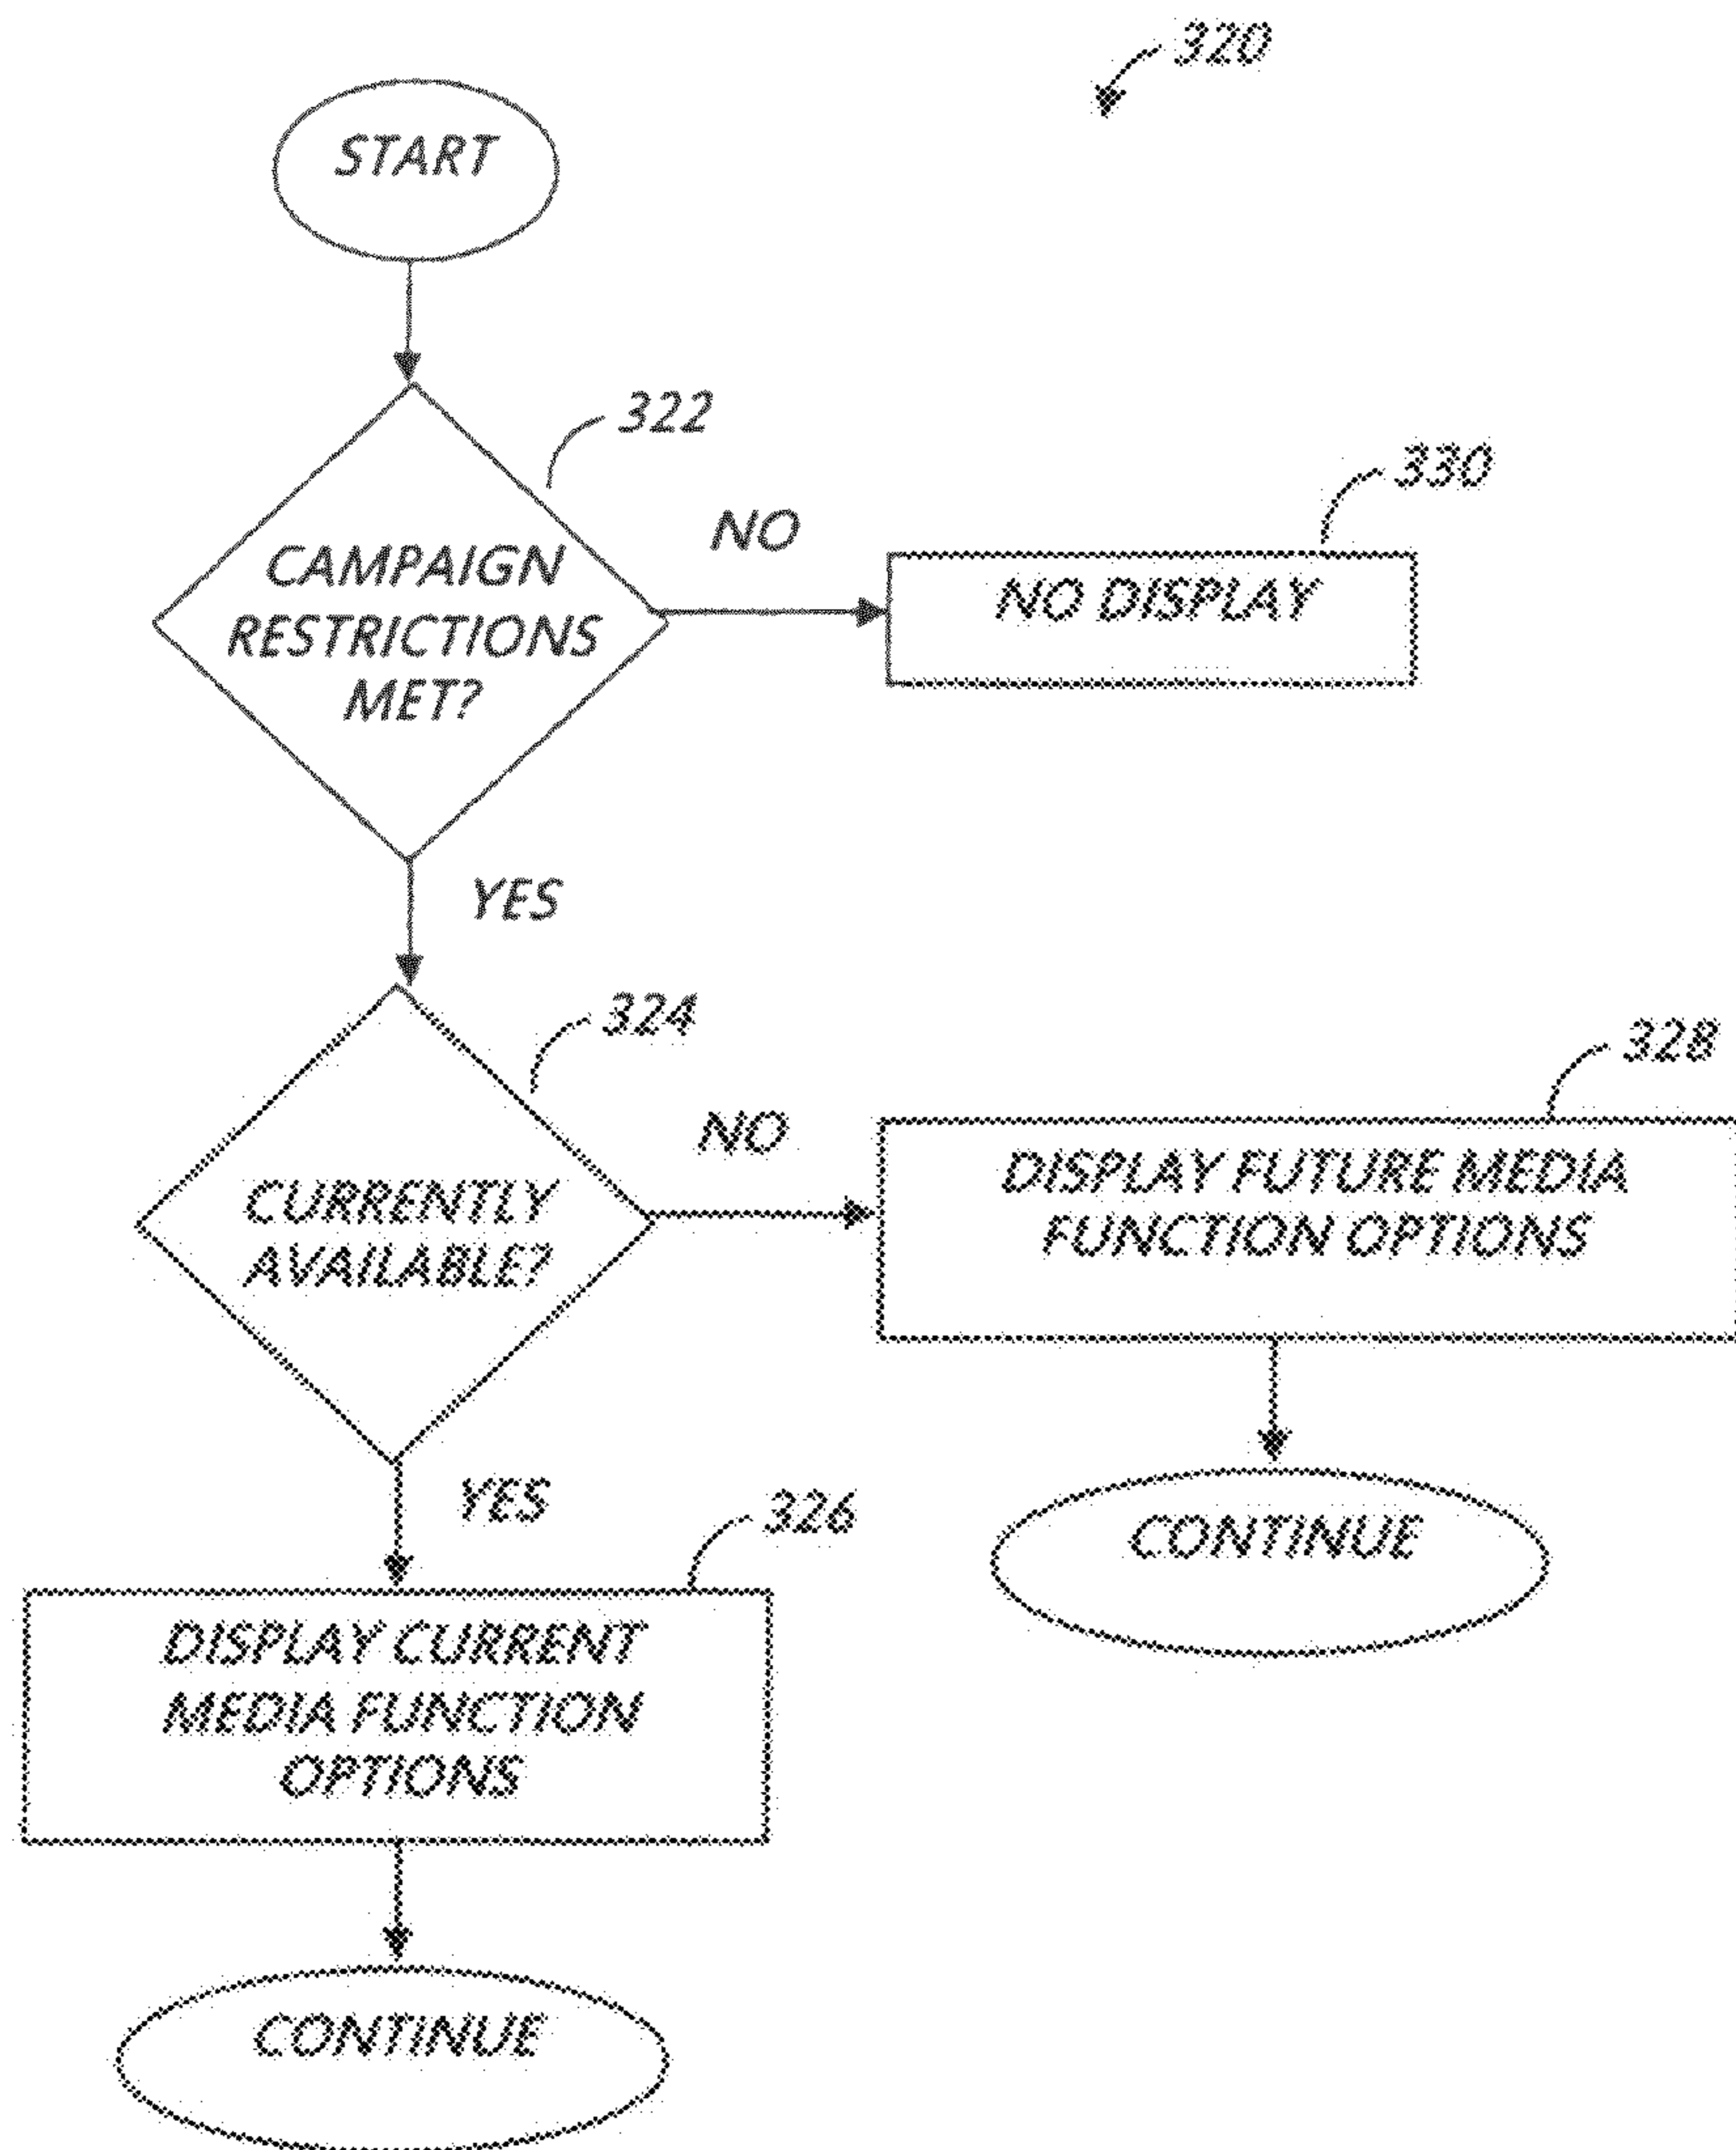 320
START
322
CAMPAIGN
RESTRICTIONS
MET?
NO
330
NO DISPLAY
YES
324
CURRENTLY
AVAILABLE?
NO
328
DISPLAY FUTURE MEDIA
FUNCTION OPTIONS
CONTINUE
YES
326
DISPLAY CURRENT
MEDIA FUNCTION
OPTIONS
CONTINUE